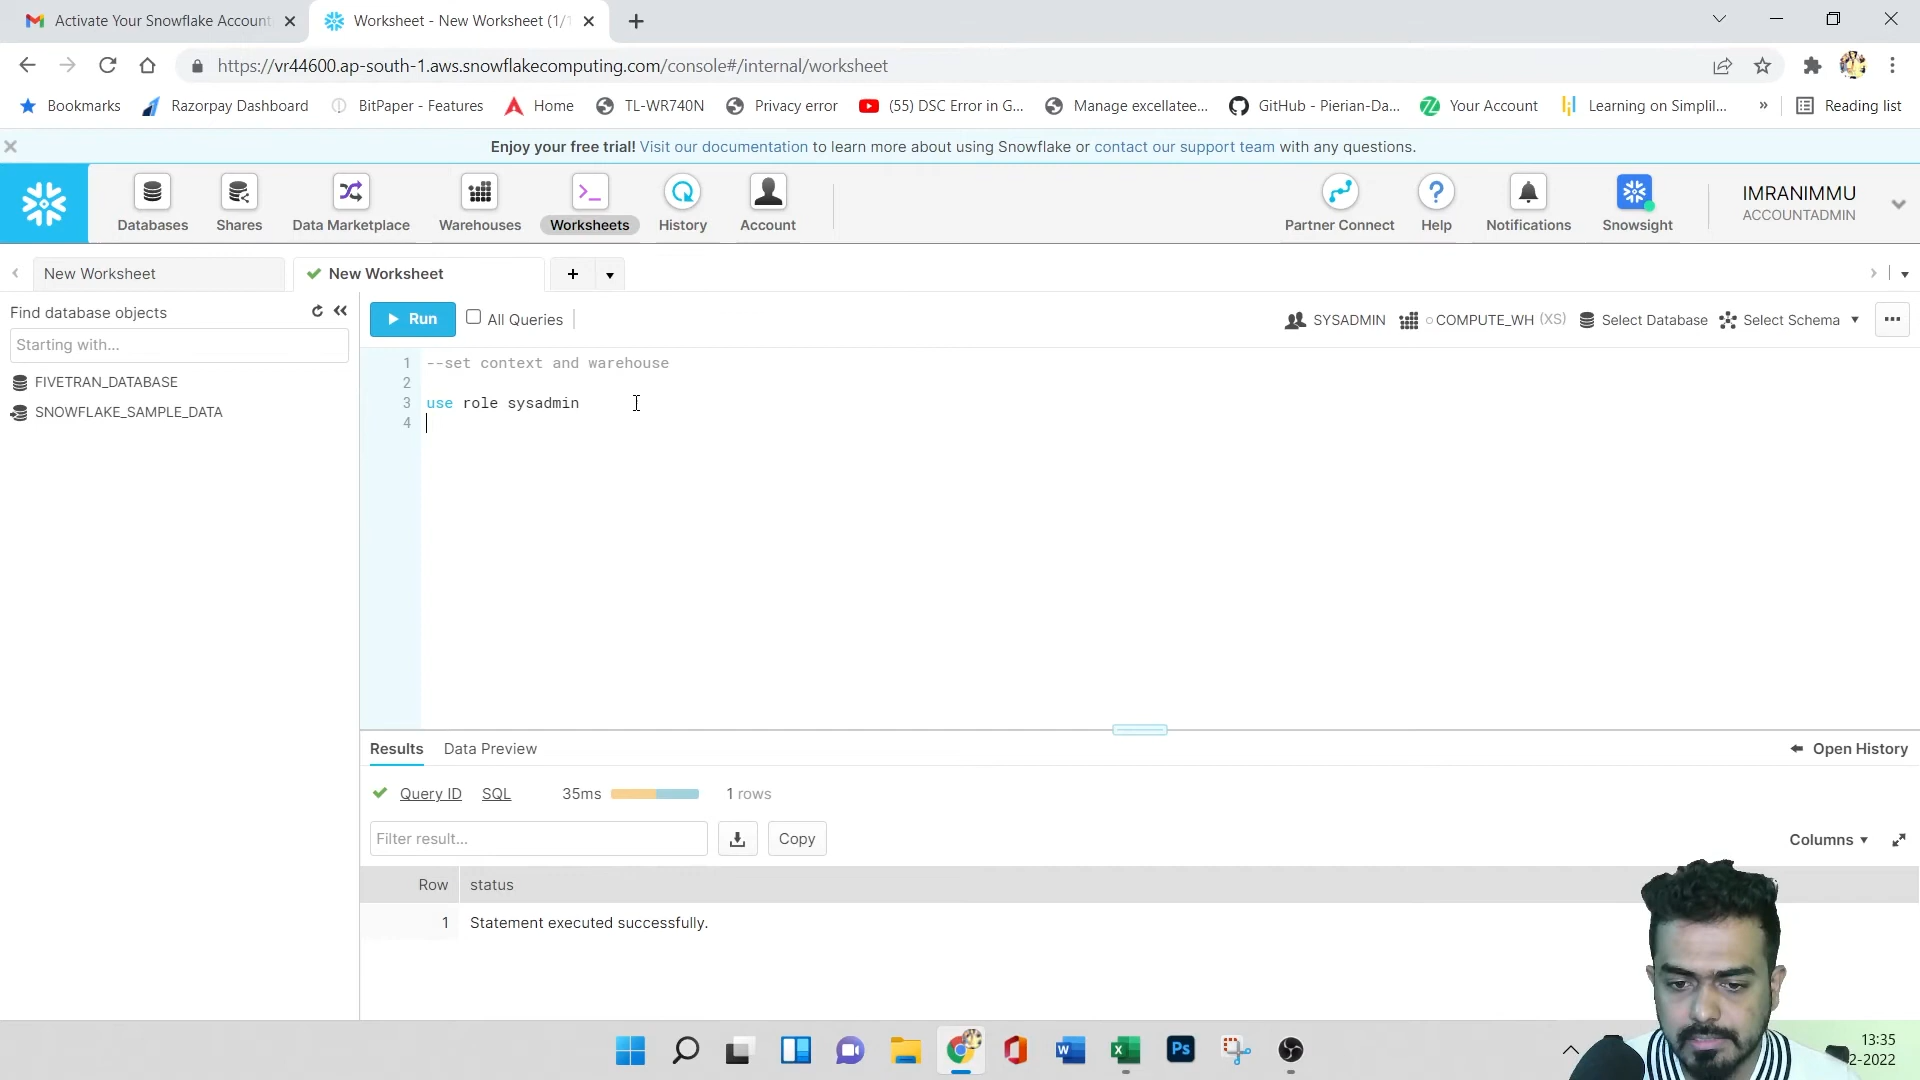 Activate Your Snowflake Account
Worksheet - New Worksheet (1/
https://vr44600.ap-south-1.aws.snowflakecomputing.com/console#/internal/worksheet
Bookmarks
Razorpay Dashboard
BitPaper - Features
Home
TL-WR740N
Privacy error
(55) DSC Error in G...
Manage excellatee...
GitHub - Pierian-Da...
Your Account
Learning on Simplil...
»
Reading list
Enjoy your free trial! Visit our documentation to learn more about using Snowflake or contact our support team with any questions.
Databases
Shares
Data Marketplace
Warehouses
Worksheets
History
Account
Partner Connect
Help
Notifications
Snowsight
IMRANIMMU
ACCOUNTADMIN
New Worksheet
New Worksheet
Find database objects
Starting with...
FIVETRAN_DATABASE
SNOWFLAKE_SAMPLE_DATA
Run
All Queries
SYSADMIN
COMPUTE_WH (XS)
Select Database
Select Schema
1 --set context and warehouse
2
3 use role sysadmin
4
Results
Data Preview
Open History
Query ID
SQL
35ms
1 rows
Filter result...
Copy
Columns
Row status
1 Statement executed successfully.
Ps
13:35
2-2022